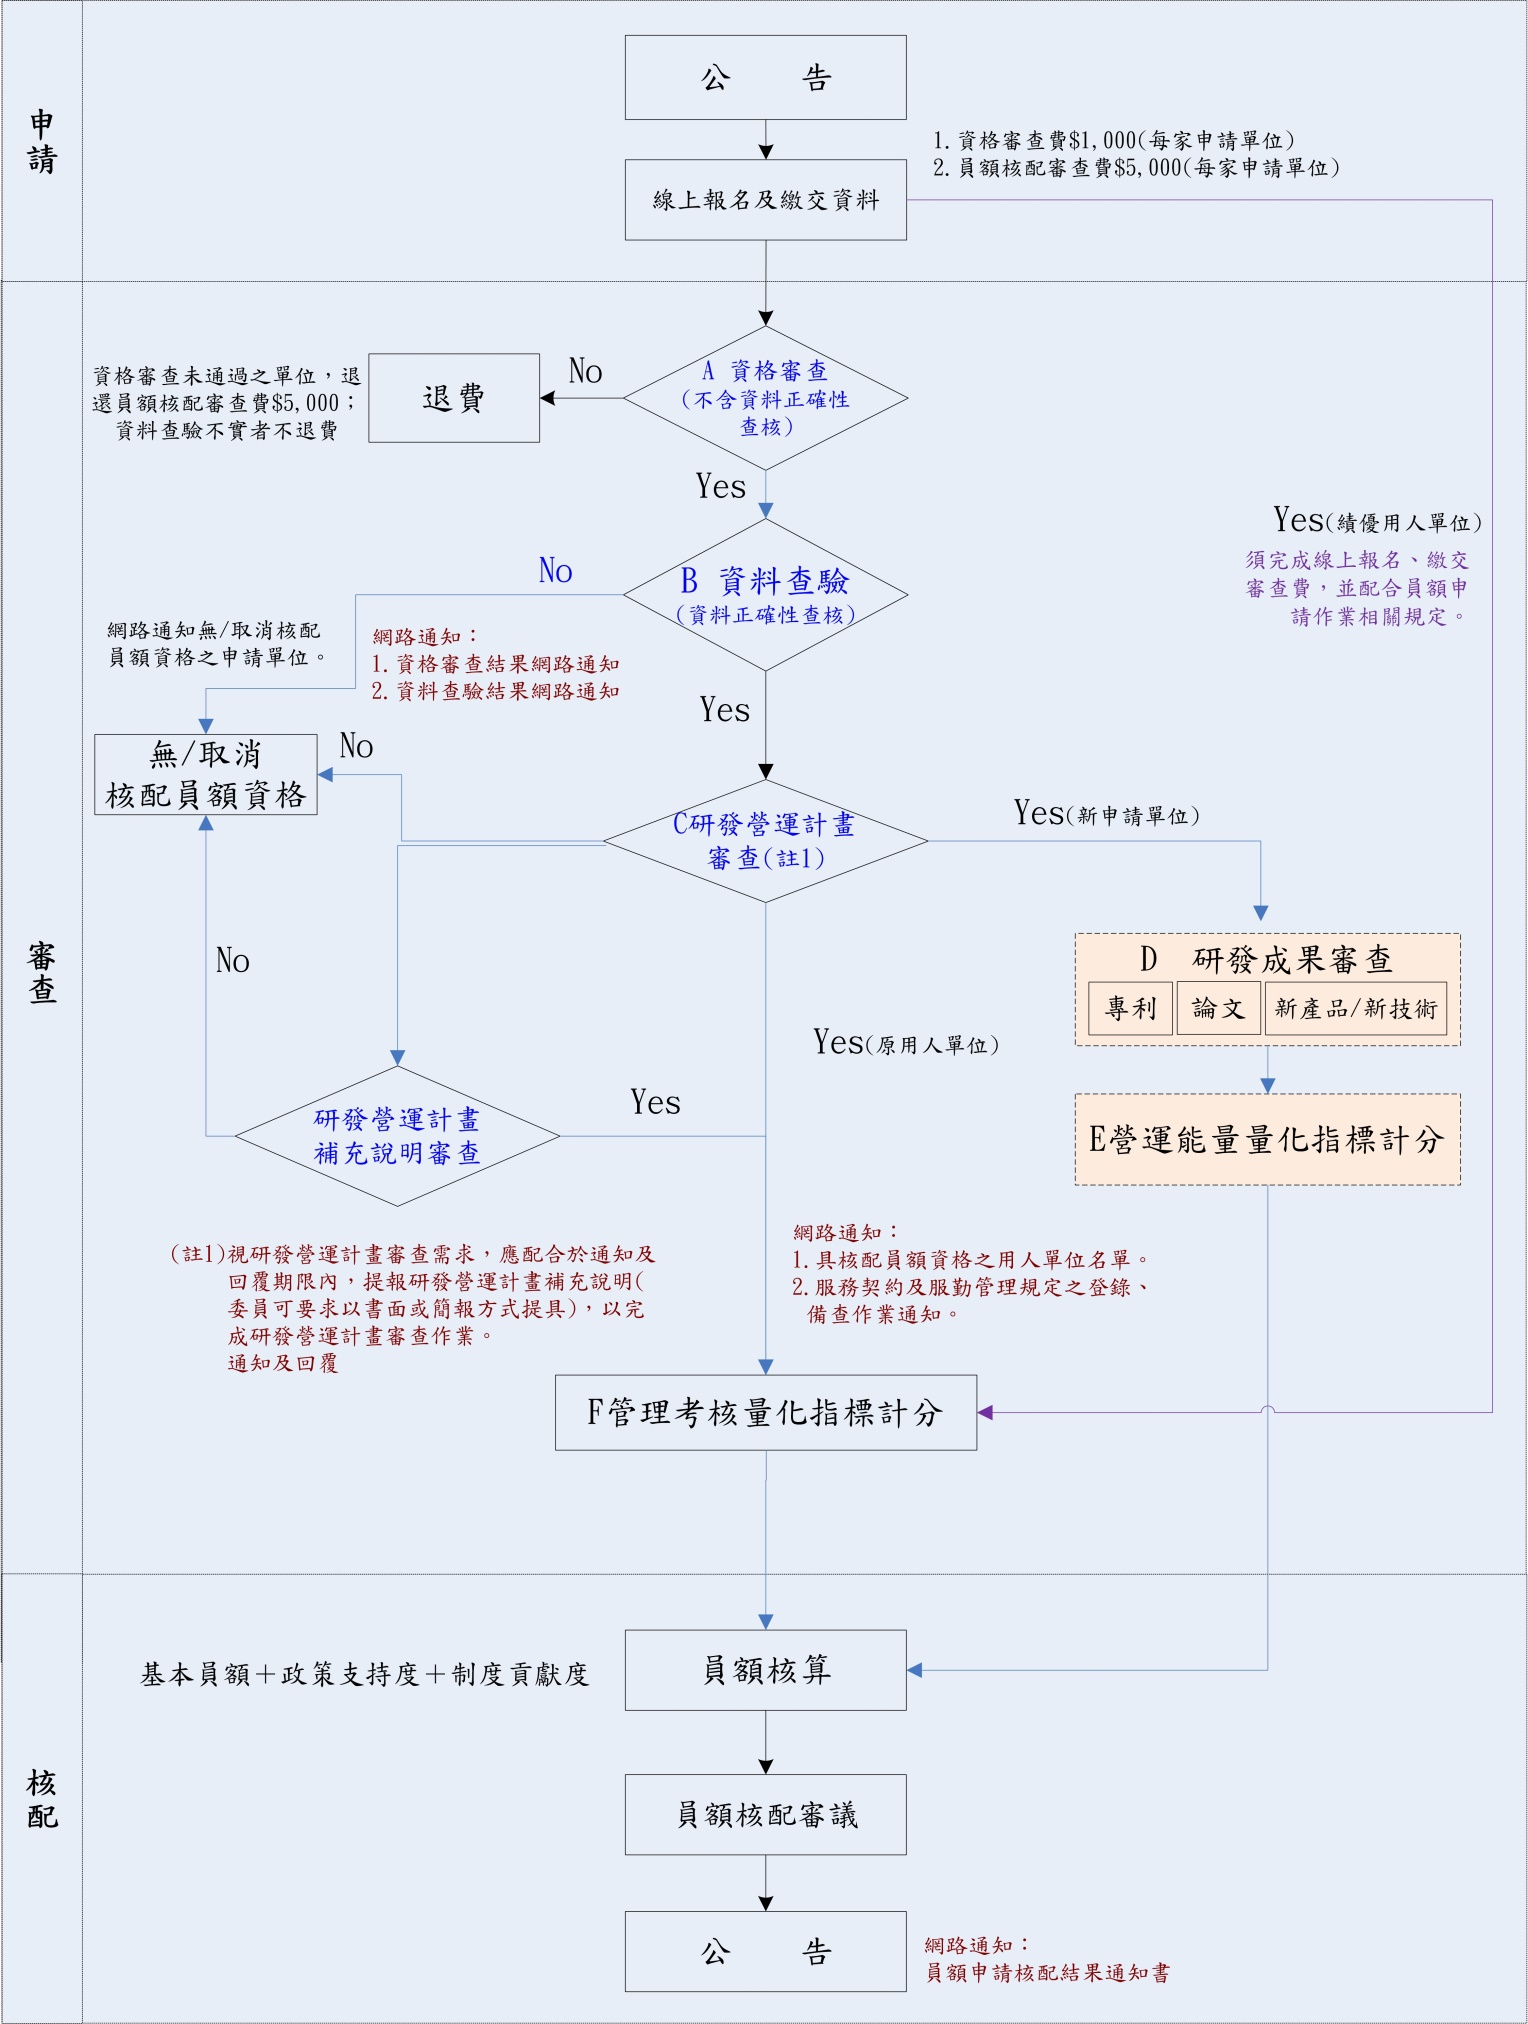 申請
公 告
線上報名及繳交資料
1.資格審查費$1,000(每家申請單位)
2.員額核配審查費$5,000(每家申請單位)
審查
A 資格審查
(不含資料正確性
查核)
No
退費
資格審查未通過之單位，退
還員額核配審查費$5,000；
資料查驗不實者不退費
Yes
B 資料查驗
(資料正確性查核)
No
網路通知無/取消核配
員額資格之申請單位。
網路通知：
1.資格審查結果網路通知
2.資料查驗結果網路通知
Yes(績優用人單位)
須完成線上報名、繳交
審查費，並配合員額申
請作業相關規定。
Yes
無/取消
核配員額資格
No
C研發營運計畫
審查(註1)
Yes(新申請單位)
D 研發成果審查
專利
論文
新產品/新技術
No
Yes(原用人單位)
研發營運計畫
補充說明審查
Yes
E營運能量量化指標計分
(註1)視研發營運計畫審查需求，應配合於通知及
回覆期限內，提報研發營運計畫補充說明(
委員可要求以書面或簡報方式提具)，以完
成研發營運計畫審查作業。
通知及回覆
網路通知：
1.具核配員額資格之用人單位名單。
2.服務契約及服勤管理規定之登錄、
備查作業通知。
F管理考核量化指標計分
核配
基本員額＋政策支持度＋制度貢獻度
員額核算
員額核配審議
公 告
網路通知：
員額申請核配結果通知書